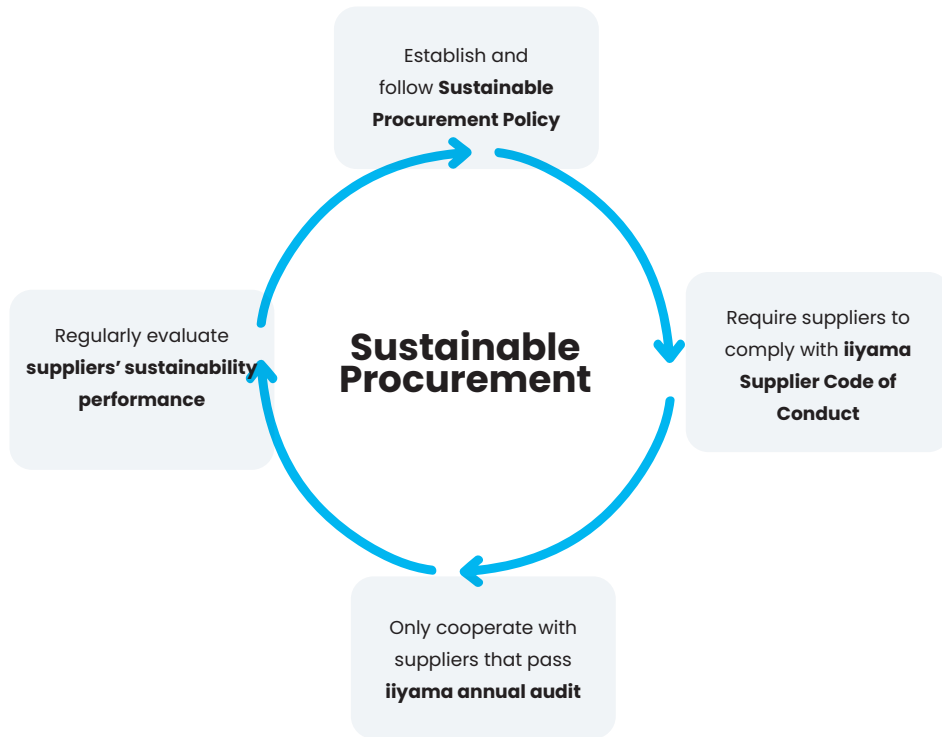 Establish and
follow Sustainable
Procurement Policy
Regularly evaluate
suppliers’ sustainability
performance
Sustainable
Procurement
Require suppliers to
comply with iiyama
Supplier Code of
Conduct
Only cooperate with
suppliers that pass
iiyama annual audit